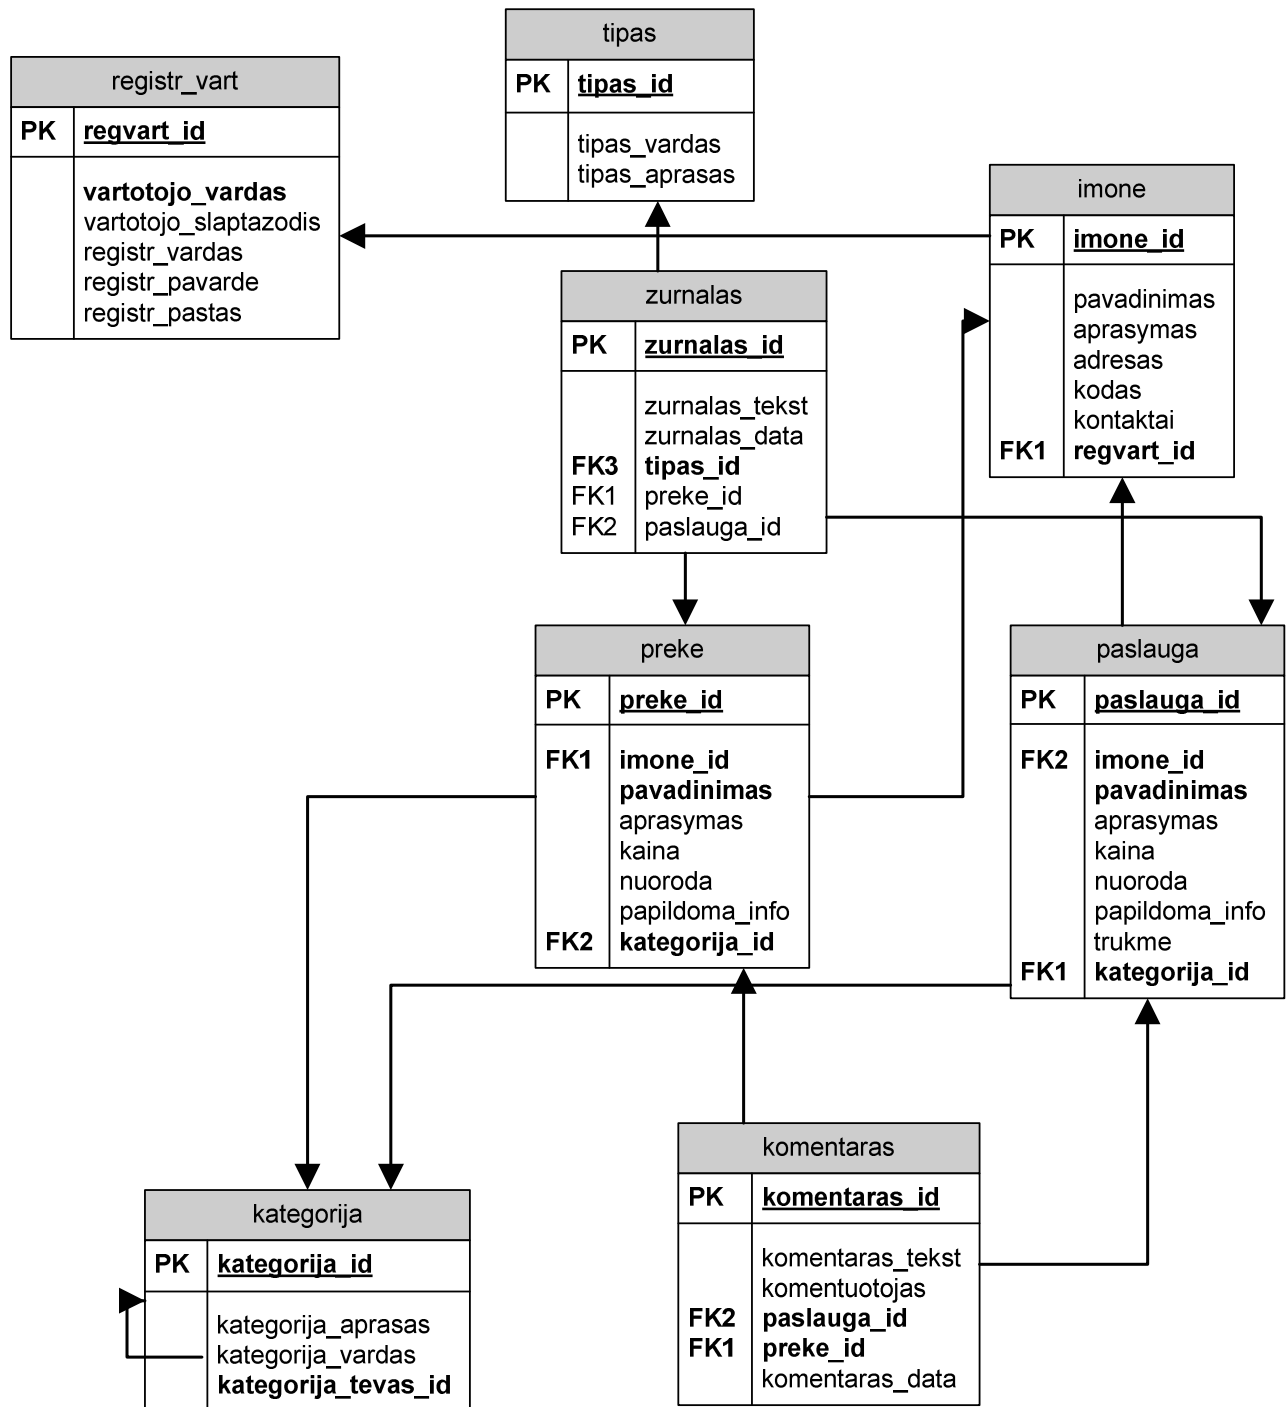 tipas
PK tipas_id
tipas_vardas
tipas_aprasas
registr_vart
PK regvart_id
vartotojo_vardas
vartotojo_slaptazodis
registr_vardas
registr_pavarde
registr_pastas
imone
PK imone_id
pavadinimas
aprasymas
adresas
kodas
kontaktai
FK1 regvart_id
zurnalas
PK zurnalas_id
zurnalas_tekst
zurnalas_data
FK3 tipas_id
FK1 preke_id
FK2 paslauga_id
preke
PK preke_id
FK1 imone_id
pavadinimas
aprasymas
kaina
nuoroda
papildoma_info
FK2 kategorija_id
paslauga
PK paslauga_id
FK2 imone_id
pavadinimas
aprasymas
kaina
nuoroda
papildoma_info
trukme
FK1 kategorija_id
komentaras
PK komentaras_id
komentaras_tekst
komentuotojas
FK2 paslauga_id
FK1 preke_id
komentaras_data
kategorija
PK kategorija_id
kategorija_aprasas
kategorija_vardas
kategorija_tevas_id